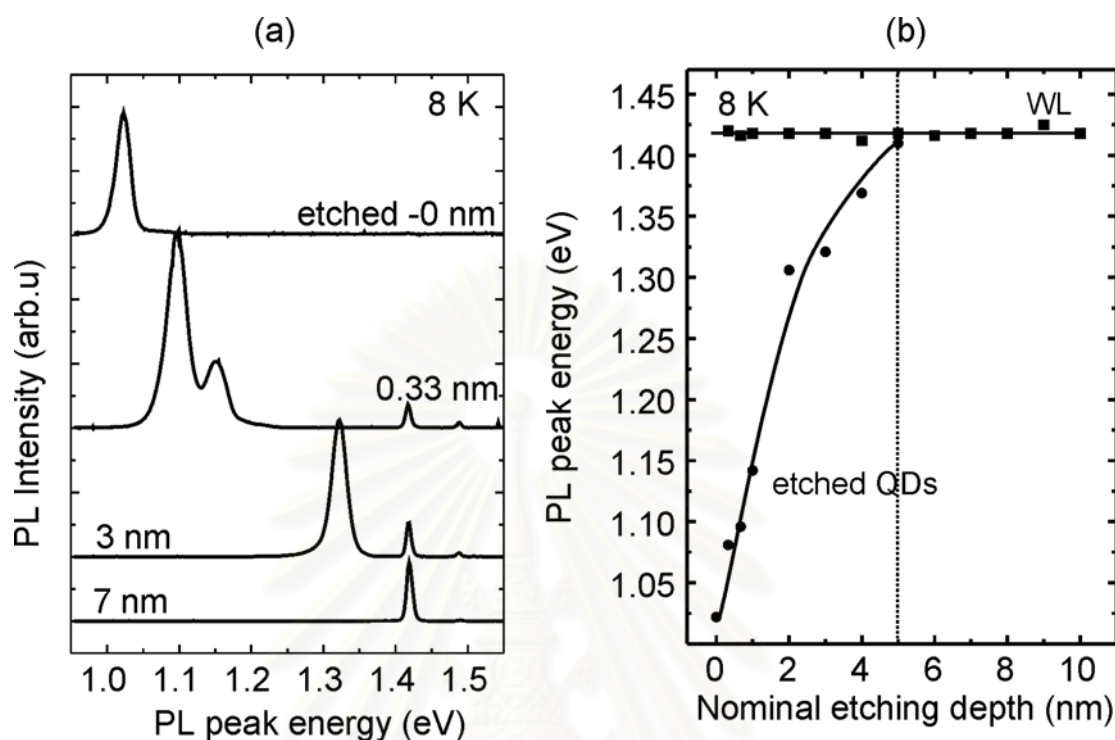 (a)
8 K
etched -0 nm
0.33 nm
3 nm
7 nm
1.0 1.1 1.2 1.3 1.4 1.5
PL peak energy (eV)
PL Intensity (arb.u)
(b)
8 K
WL
etched QDs
1.45
1.40
1.35
1.30
1.25
1.20
1.15
1.10
1.05
0 2 4 6 8 10
Nominal etching depth (nm)
PL peak energy (eV)